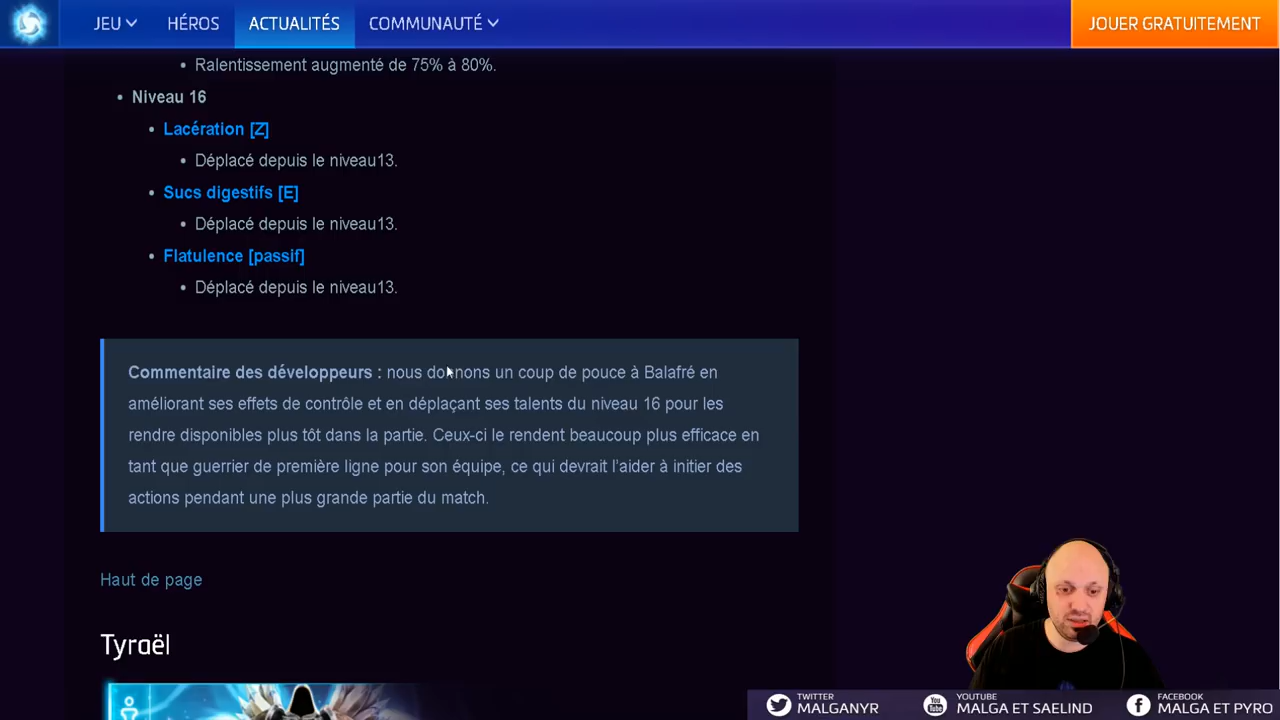 JEU HÉROS ACTUALITÉS COMMUNAUTÉ JOUER GRATUITEMENT
• Ralentissement augmenté de 75% à 80%.
• Niveau 16
• Lacération [Z]
• Déplacé depuis le niveau13.
• Sucs digestifs [E]
• Déplacé depuis le niveau13.
• Flatulence [passif]
• Déplacé depuis le niveau13.
Commentaire des développeurs : nous donnons un coup de pouce à Balafré en
améliorant ses effets de contrôle et en déplaçant ses talents du niveau 16 pour les
rendre disponibles plus tôt dans la partie. Ceux-ci le rendent beaucoup plus efficace en
tant que guerrier de première ligne pour son équipe, ce qui devrait l'aider à initier des
actions pendant une plus grande partie du match.
Haut de page
Tyraël
TWITTER
MALGANYR
YOUTUBE
MALGA ET SAELIND
FACEBOOK
MALGA ET PYRO